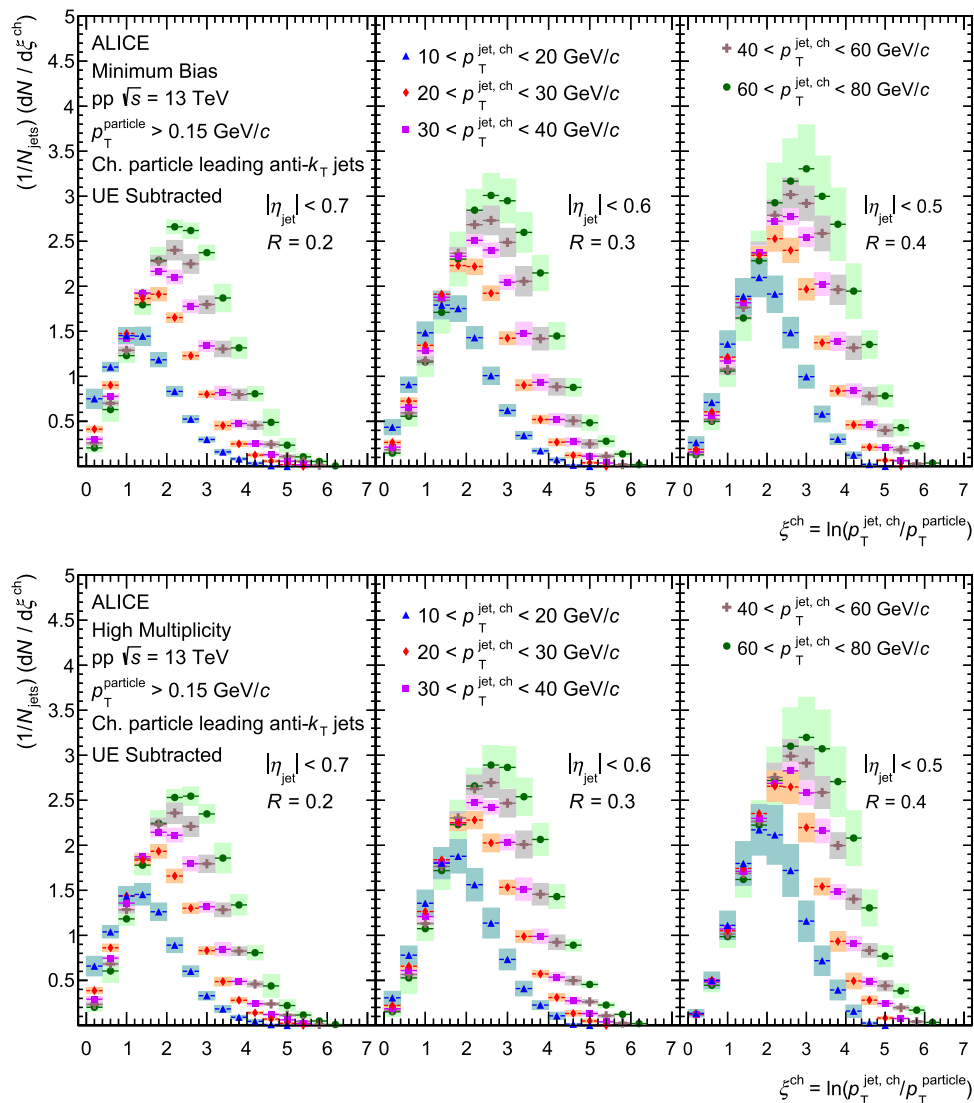 5
4.5
4
3.5
3
2.5
2
1.5
1
0.5
(1/N_jets) (dN / dξ^ch)
ALICE
Minimum Bias
pp √s = 13 TeV
p_T^particle > 0.15 GeV/c
Ch. particle leading anti-k_T jets
UE Subtracted
|η_jet| < 0.7
R = 0.2
10 < p_T^jet, ch < 20 GeV/c
20 < p_T^jet, ch < 30 GeV/c
30 < p_T^jet, ch < 40 GeV/c
|η_jet| < 0.6
R = 0.3
40 < p_T^jet, ch < 60 GeV/c
60 < p_T^jet, ch < 80 GeV/c
|η_jet| < 0.5
R = 0.4
0 1 2 3 4 5 6 7
0 1 2 3 4 5 6 7
0 1 2 3 4 5 6 7
ξ^ch = ln(p_T^jet, ch/p_T^particle)
5
4.5
4
3.5
3
2.5
2
1.5
1
0.5
(1/N_jets) (dN / dξ^ch)
ALICE
High Multiplicity
pp √s = 13 TeV
p_T^particle > 0.15 GeV/c
Ch. particle leading anti-k_T jets
UE Subtracted
|η_jet| < 0.7
R = 0.2
10 < p_T^jet, ch < 20 GeV/c
20 < p_T^jet, ch < 30 GeV/c
30 < p_T^jet, ch < 40 GeV/c
|η_jet| < 0.6
R = 0.3
40 < p_T^jet, ch < 60 GeV/c
60 < p_T^jet, ch < 80 GeV/c
|η_jet| < 0.5
R = 0.4
0 1 2 3 4 5 6 7
0 1 2 3 4 5 6 7
0 1 2 3 4 5 6 7
ξ^ch = ln(p_T^jet, ch/p_T^particle)